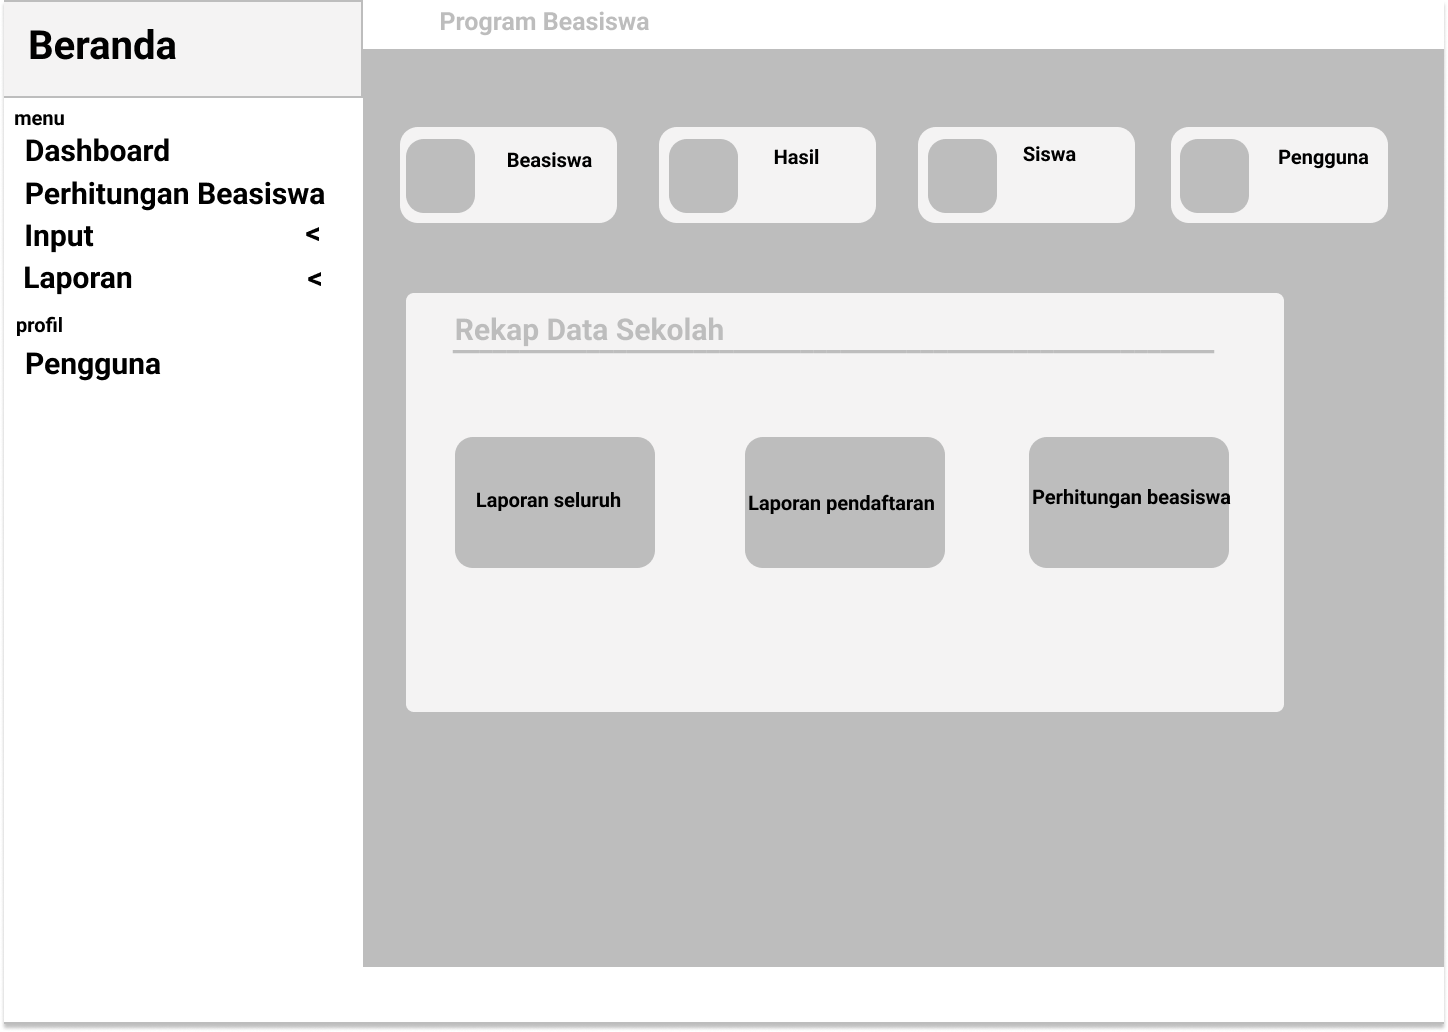 Beranda
Program Beasiswa
menu
Dashboard
Perhitungan Beasiswa
Input <
Laporan <
profil
Pengguna
Beasiswa
Hasil
Siswa
Pengguna
Rekap Data Sekolah
Laporan seluruh
Laporan pendaftaran
Perhitungan beasiswa